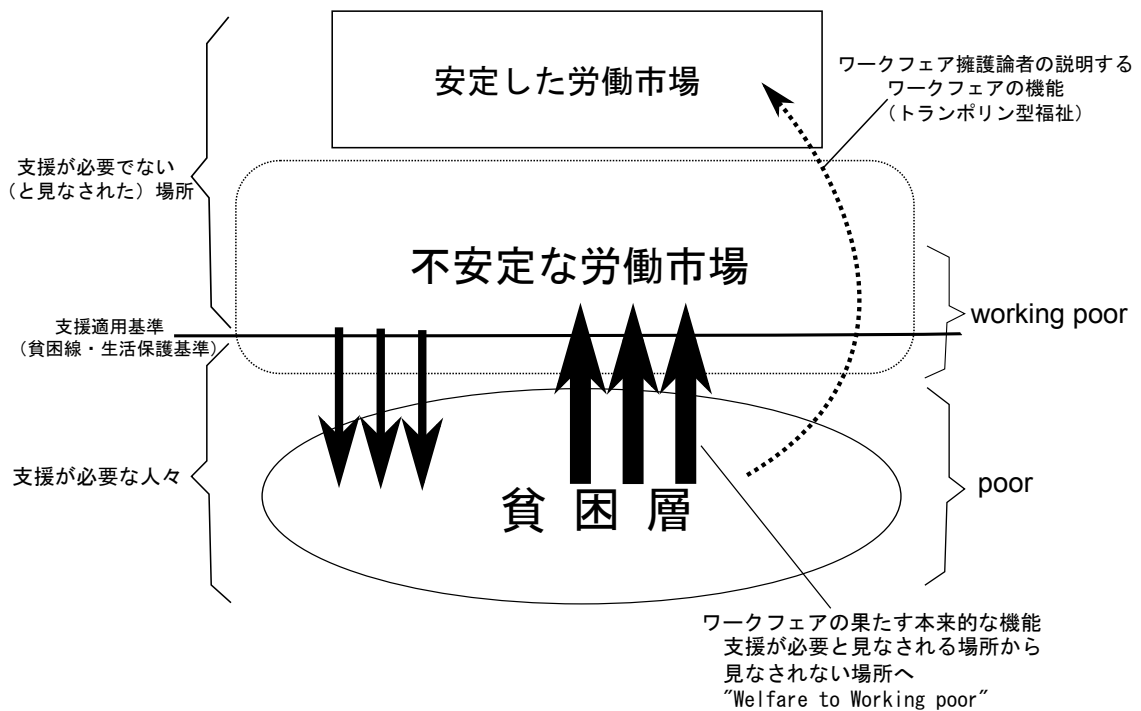 安定した労働市場
ワークフェア擁護論者の説明する
ワークフェアの機能
（トランポリン型福祉）
支援が必要でない
（と見なされた）場所
不安定な労働市場
working poor
支援適用基準
（貧困線・生活保護基準）
支援が必要な人々
poor
貧 困 層
ワークフェアの果たす本来的な機能
支援が必要と見なされる場所から
見なされない場所へ
"Welfare to Working poor"